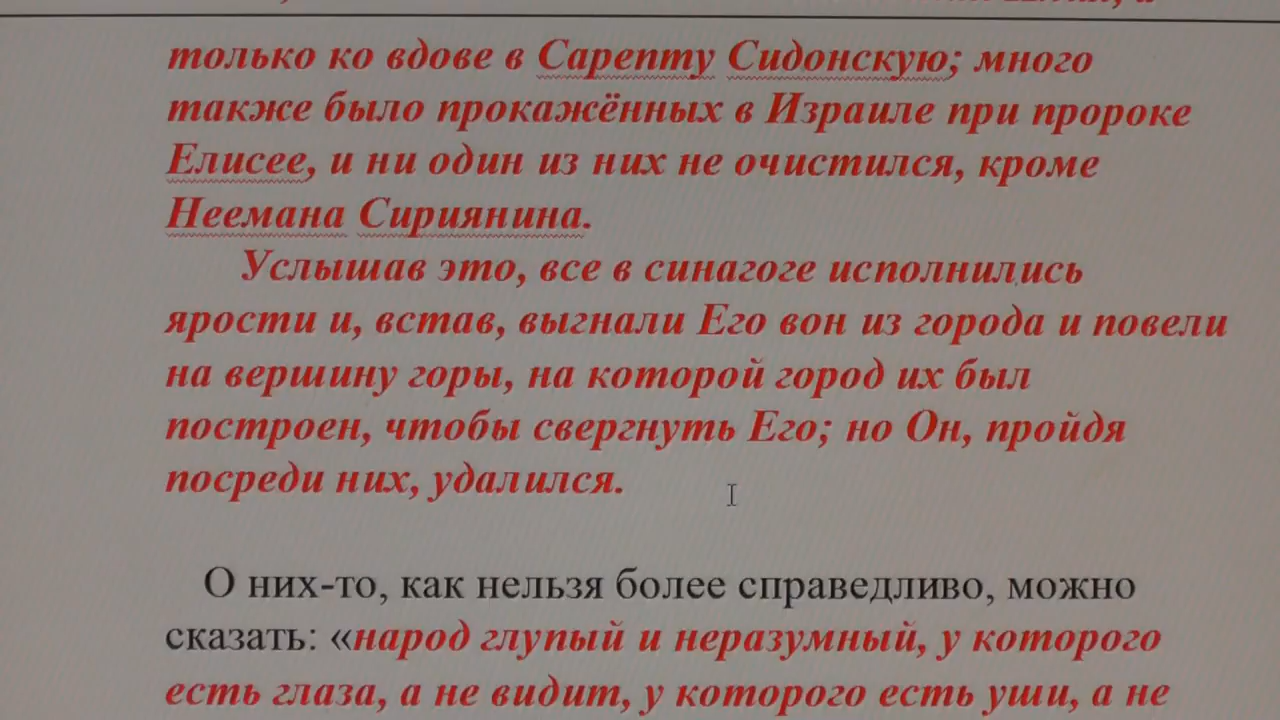 только ко вдове в Сарепту Сидонскую; много
также было прокажённых в Израиле при пророке
Елисее, и ни один из них не очистился, кроме
Неемана Сириянина.
Услышав это, все в синагоге исполнились
ярости и, встав, выгнали Его вон из города и повели
на вершину горы, на которой город их был
построен, чтобы свергнуть Его; но Он, пройдя
посреди них, удалился.
О них-то, как нельзя более справедливо, можно
сказать: «народ глупый и неразумный, у которого
есть глаза, а не видит, у которого есть уши, а не